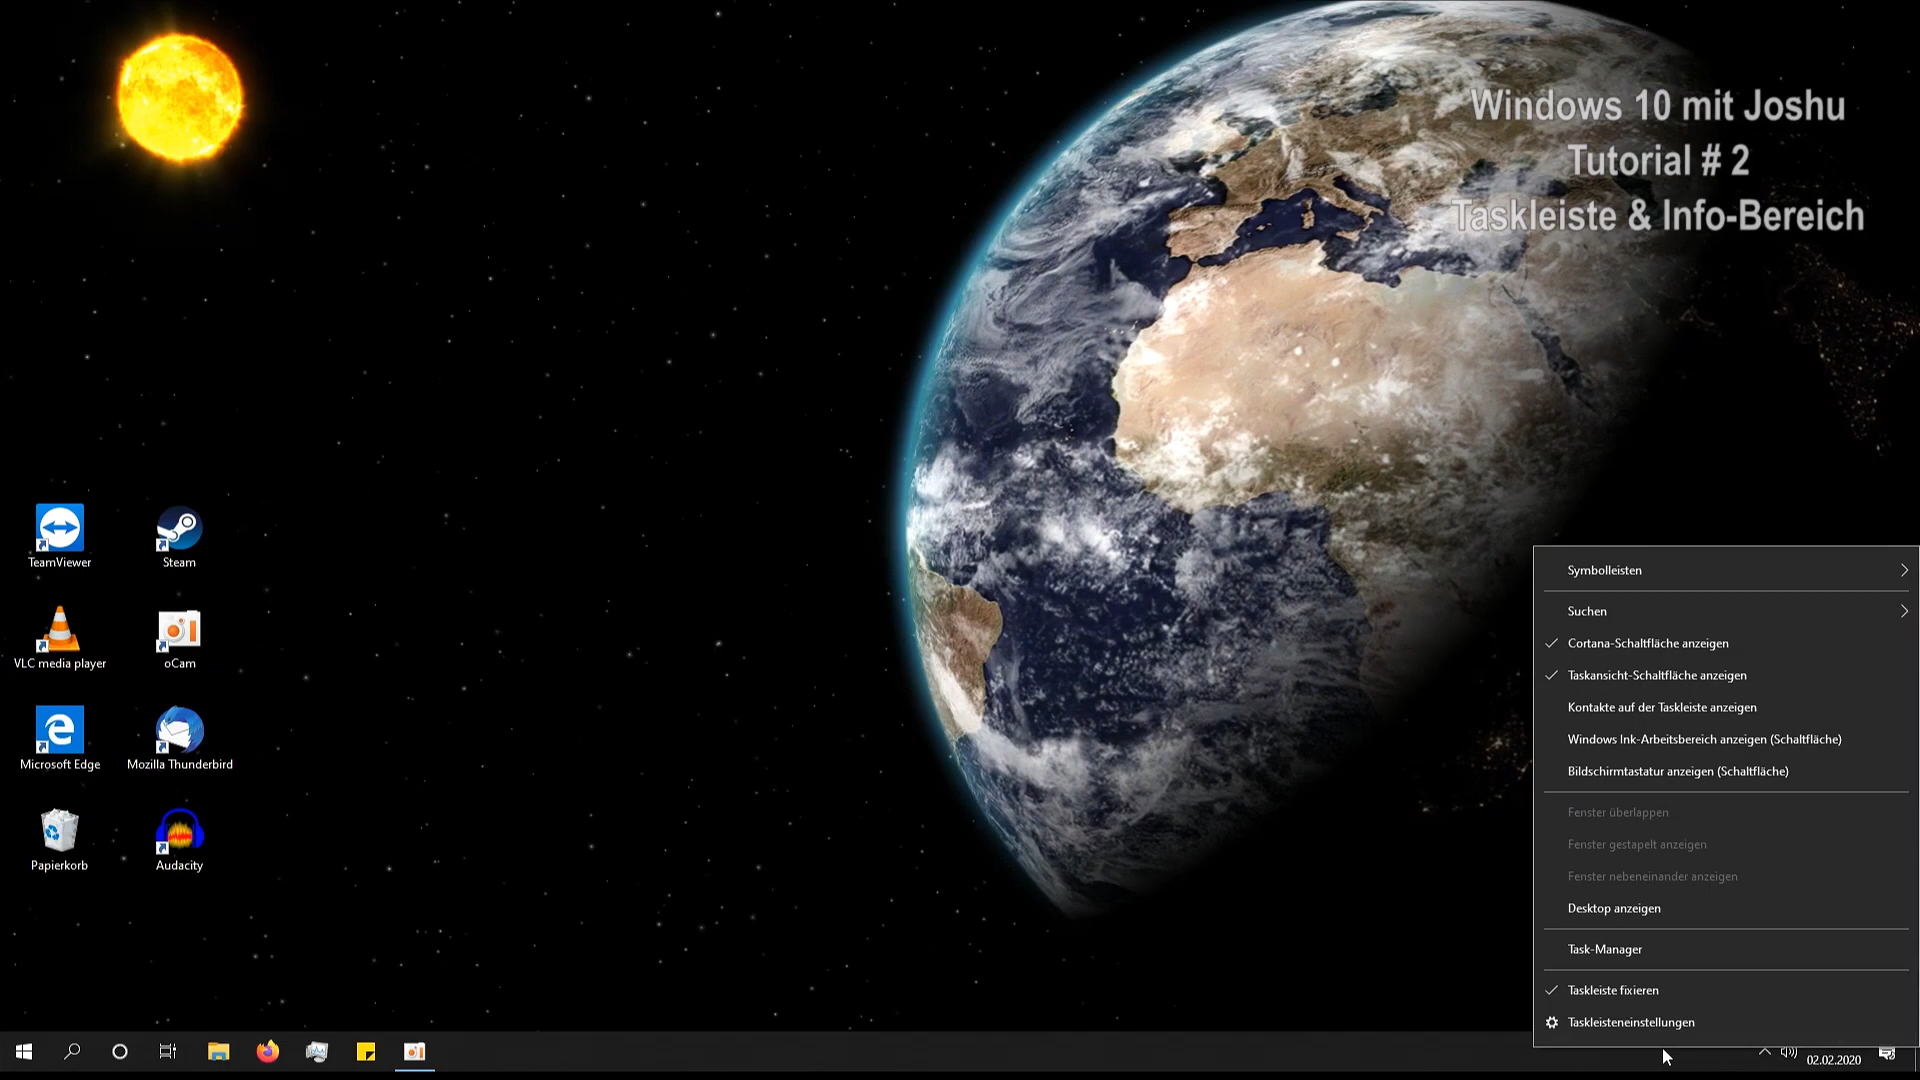 Windows 10 mit Joshu
Tutorial # 2
Taskleiste & Info-Bereich
TeamViewer
Steam
VLC media player
oCam
Microsoft Edge
Mozilla Thunderbird
Papierkorb
Audacity
Symbolleisten
Suchen
Cortana-Schaltfläche anzeigen
Taskansicht-Schaltfläche anzeigen
Kontakte auf der Taskleiste anzeigen
Windows Ink-Arbeitsbereich anzeigen (Schaltfläche)
Bildschirmtastatur anzeigen (Schaltfläche)
Fenster überlappen
Fenster gestapelt anzeigen
Fenster nebeneinander anzeigen
Desktop anzeigen
Task-Manager
Taskleiste fixieren
Taskleisteneinstellungen
02.02.2020